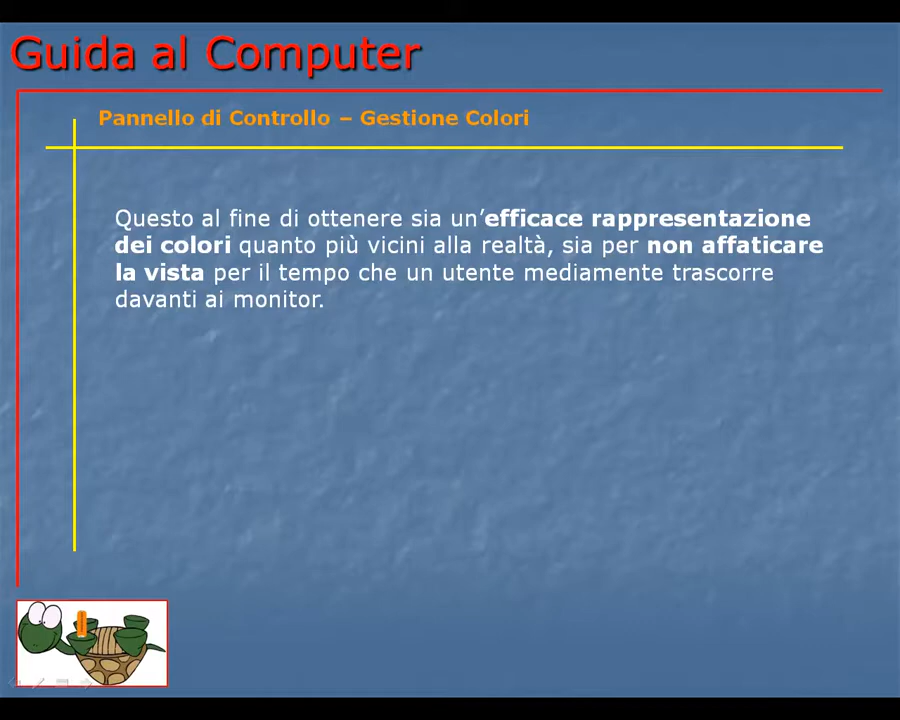 Guida al Computer
Pannello di Controllo – Gestione Colori
Questo al fine di ottenere sia un’efficace rappresentazione
dei colori quanto più vicini alla realtà, sia per non affaticare
la vista per il tempo che un utente mediamente trascorre
davanti ai monitor.